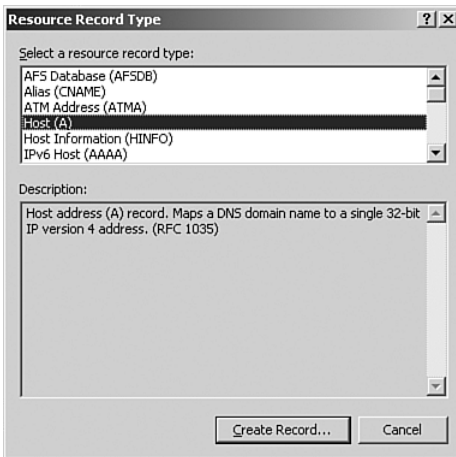 Resource Record Type
Select a resource record type:
AFS Database (AFSDB)
Alias (CNAME)
ATM Address (ATMA)
Host (A)
Host Information (HINFO)
IPv6 Host (AAAA)
Description:
Host address (A) record. Maps a DNS domain name to a single 32-bit
IP version 4 address. (RFC 1035)
Create Record...
Cancel